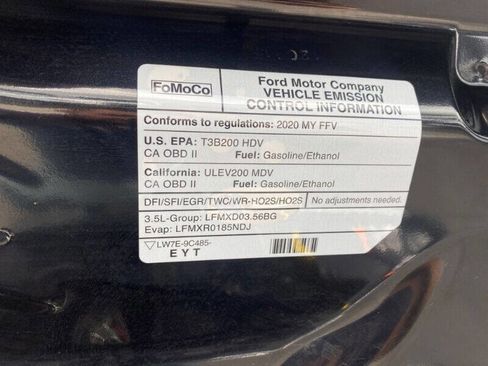 FoMoCo
Ford Motor Company
VEHICLE EMISSION
CONTROL INFORMATION
Conforms to regulations: 2020 MY FFV
U.S. EPA: T3B200 HDV
CA OBD II Fuel: Gasoline/Ethanol
California: ULEV200 MDV
CA OBD II Fuel: Gasoline/Ethanol
DFI/SFI/EGR/TWC/WR-HO2S/HO2S No adjustments needed.
3.5L-Group: LFMXD03.56BG
Evap: LFMXR0185NDJ
LW7E-9C485-
EYT